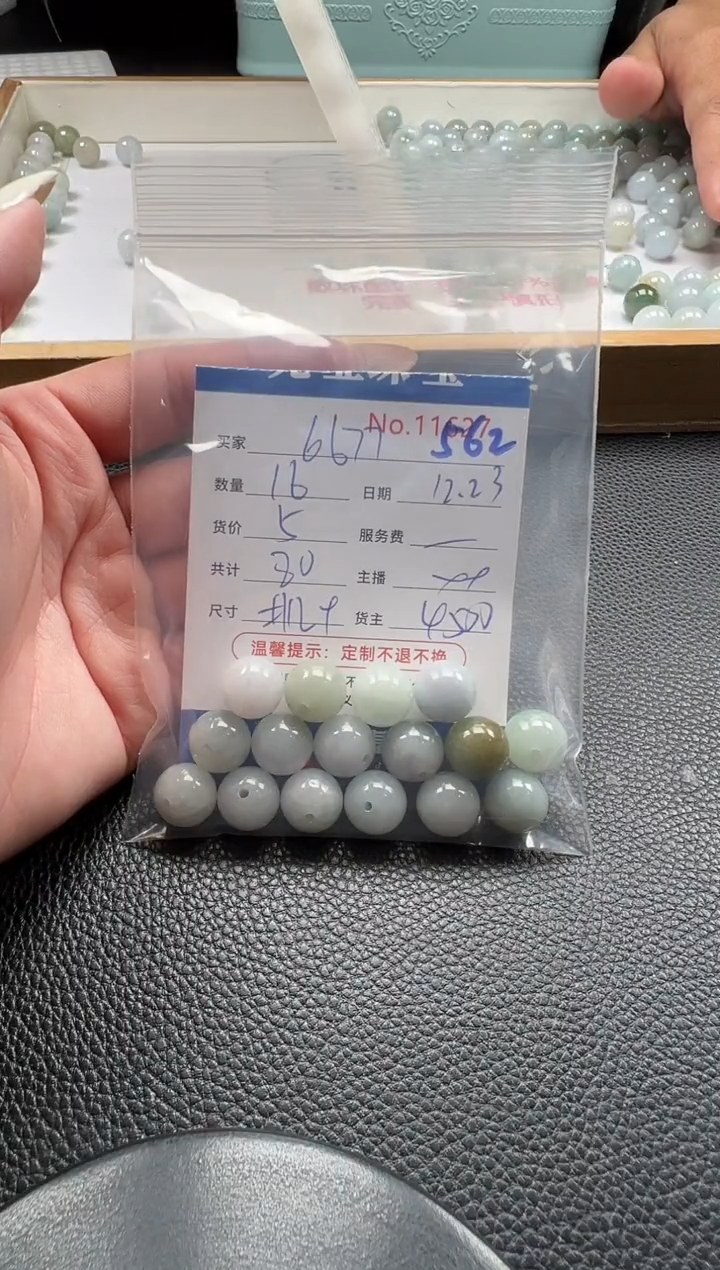 No.11627
买家 6677 562
数量 16 日期 12.23
货价 5 服务费 —
共计 80 主播
尺寸 货主 4500
温馨提示：定制不退不换